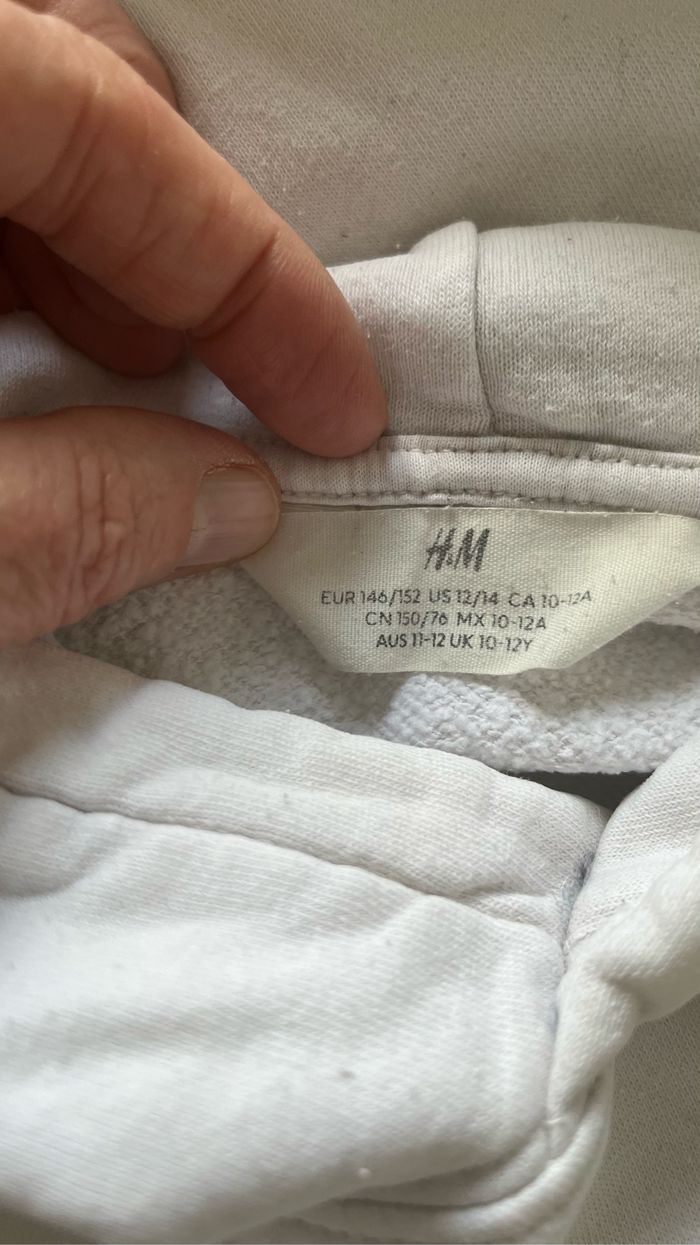 H&M
EUR 146/152 US 12/14 CA 10-12A
CN 150/76 MX 10-12A
AUS 11-12 UK 10-12Y